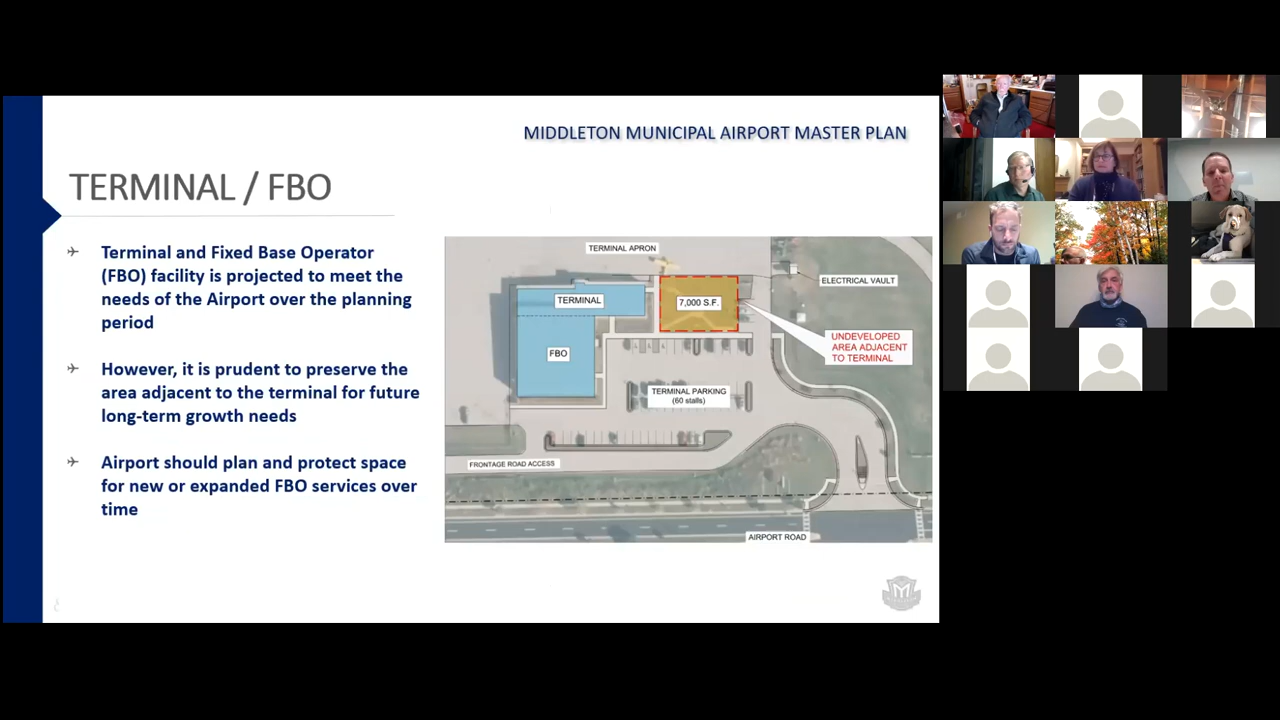 MIDDLETON MUNICIPAL AIRPORT MASTER PLAN
TERMINAL / FBO
Terminal and Fixed Base Operator
(FBO) facility is projected to meet the
needs of the Airport over the planning
period
However, it is prudent to preserve the
area adjacent to the terminal for future
long-term growth needs
Airport should plan and protect space
for new or expanded FBO services over
time
TERMINAL APRON
ELECTRICAL VAULT
TERMINAL
7,000 S.F.
UNDEVELOPED
AREA ADJACENT
TO TERMINAL
FBO
TERMINAL PARKING
(60 stalls)
FRONTAGE ROAD ACCESS
AIRPORT ROAD